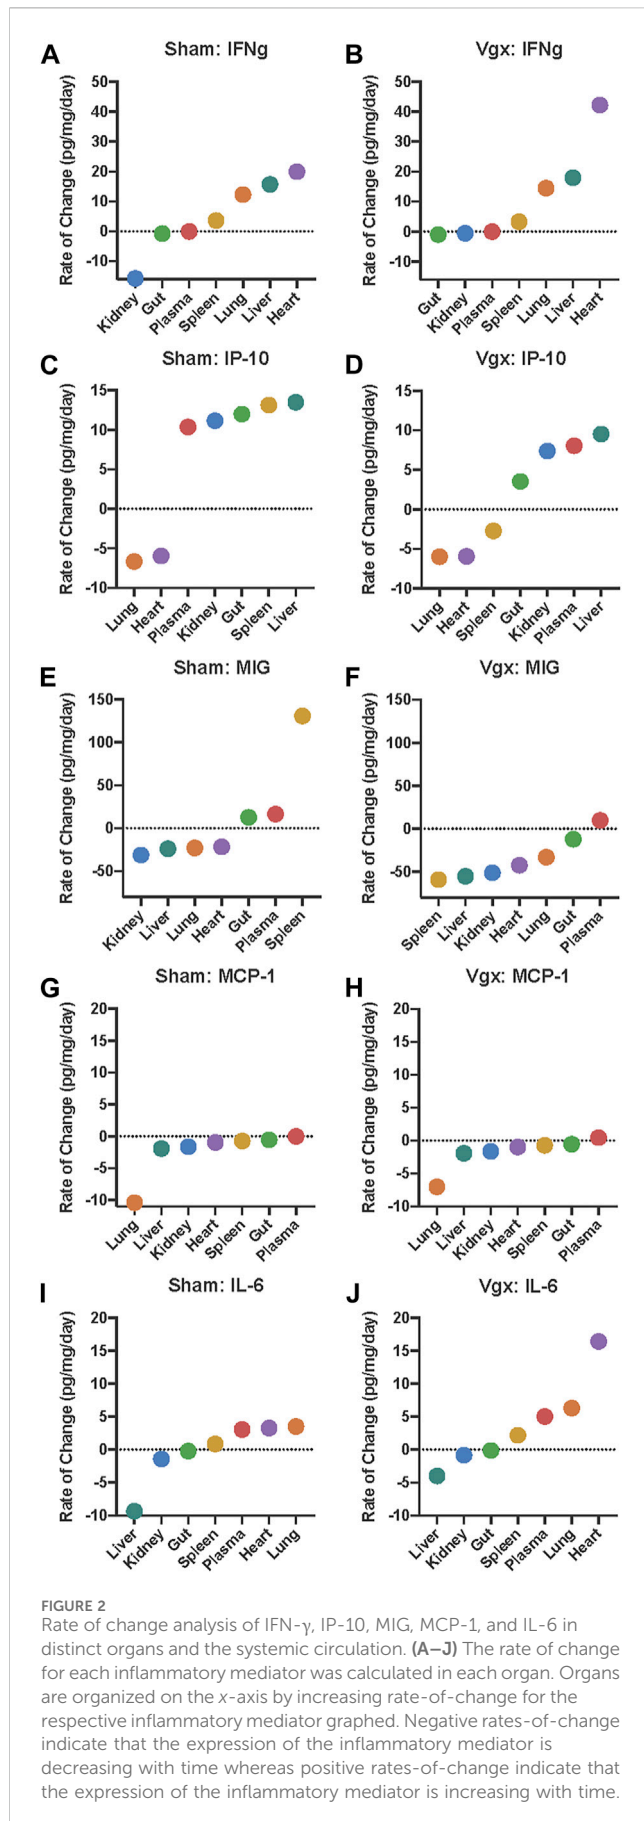 A
Sham: IFNg
Rate of Change (pg/mg/day)
50
40
30
20
10
0
-10
Kidney
Gut
Plasma
Spleen
Lung
Liver
Heart
B
Vgx: IFNg
Rate of Change (pg/mg/day)
50
40
30
20
10
0
-10
Gut
Kidney
Plasma
Spleen
Lung
Liver
Heart
C
Sham: IP-10
Rate of Change (pg/mg/day)
15
10
5
0
-5
-10
Lung
Heart
Plasma
Kidney
Gut
Spleen
Liver
D
Vgx: IP-10
Rate of Change (pg/mg/day)
15
10
5
0
-5
-10
Lung
Heart
Spleen
Gut
Kidney
Plasma
Liver
E
Sham: MIG
Rate of Change (pg/mg/day)
150
100
50
0
-50
Kidney
Liver
Lung
Heart
Gut
Plasma
Spleen
F
Vgx: MIG
Rate of Change (pg/mg/day)
150
100
50
0
-50
Spleen
Liver
Kidney
Heart
Lung
Gut
Plasma
G
Sham: MCP-1
Rate of Change (pg/mg/day)
20
15
10
5
0
-5
-10
Lung
Liver
Kidney
Heart
Spleen
Gut
Plasma
H
Vgx: MCP-1
Rate of Change (pg/mg/day)
20
15
10
5
0
-5
-10
Lung
Liver
Kidney
Heart
Spleen
Gut
Plasma
I
Sham: IL-6
Rate of Change (pg/mg/day)
20
15
10
5
0
-5
-10
Liver
Kidney
Gut
Spleen
Plasma
Heart
Lung
J
Vgx: IL-6
Rate of Change (pg/mg/day)
20
15
10
5
0
-5
-10
Liver
Kidney
Gut
Spleen
Plasma
Lung
Heart
FIGURE 2
Rate of change analysis of IFN-γ, IP-10, MIG, MCP-1, and IL-6 in
distinct organs and the systemic circulation. (A–J) The rate of change
for each inflammatory mediator was calculated in each organ. Organs
are organized on the x-axis by increasing rate-of-change for the
respective inflammatory mediator graphed. Negative rates-of-change
indicate that the expression of the inflammatory mediator is
decreasing with time whereas positive rates-of-change indicate that
the expression of the inflammatory mediator is increasing with time.